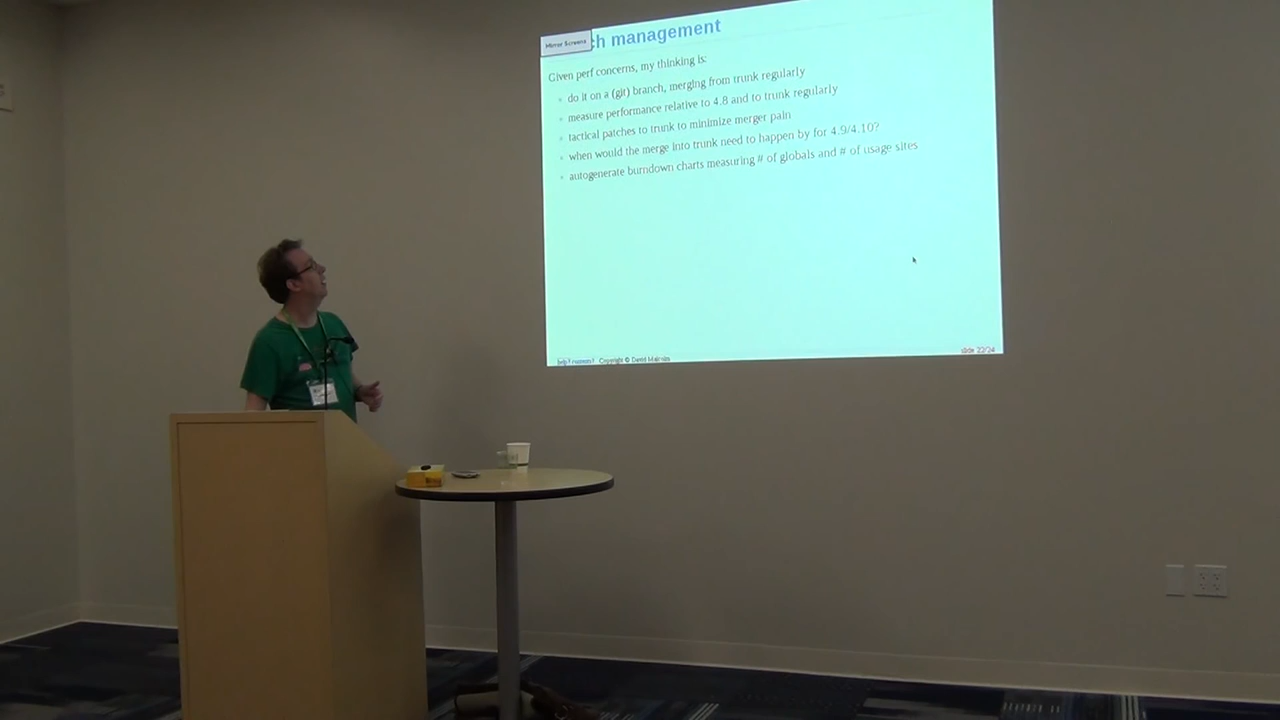 Mirror Screens
ch management
Given perf concerns, my thinking is:
do it on a (git) branch, merging from trunk regularly
measure performance relative to 4.8 and to trunk regularly
tactical patches to trunk to minimize merger pain
when would the merge into trunk need to happen by for 4.9/4.10?
autogenerate burndown charts measuring # of globals and # of usage sites
Copyright © David Malcolm
slide 22/24